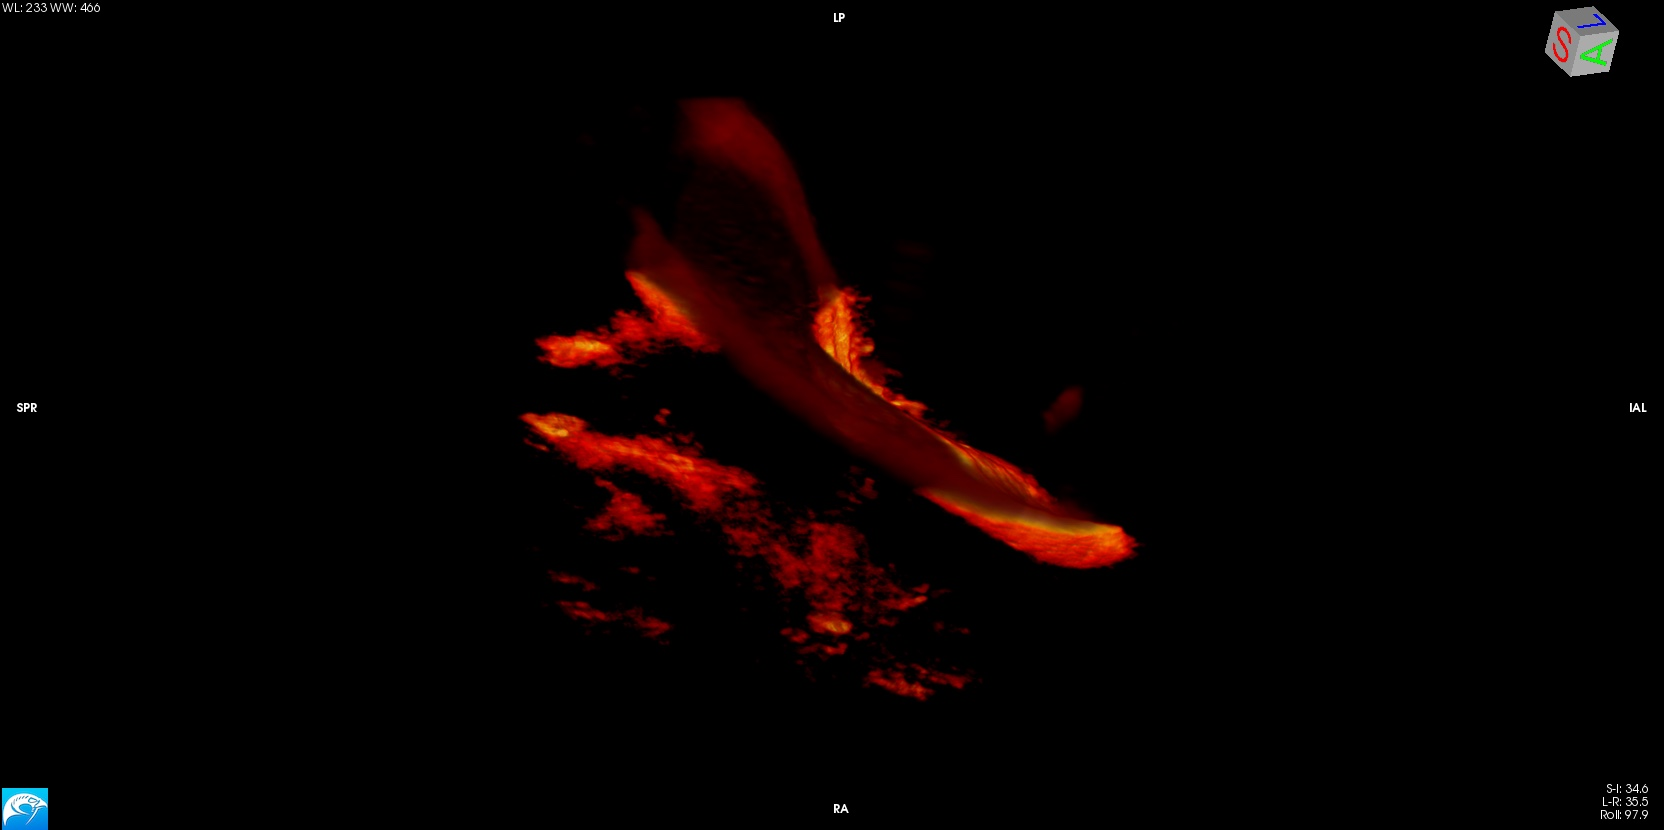 WL: 233 WW: 466
LP
S
L
A
SPR
IAL
RA
S-I: 34.6
L-R: 35.5
Roll: 97.9